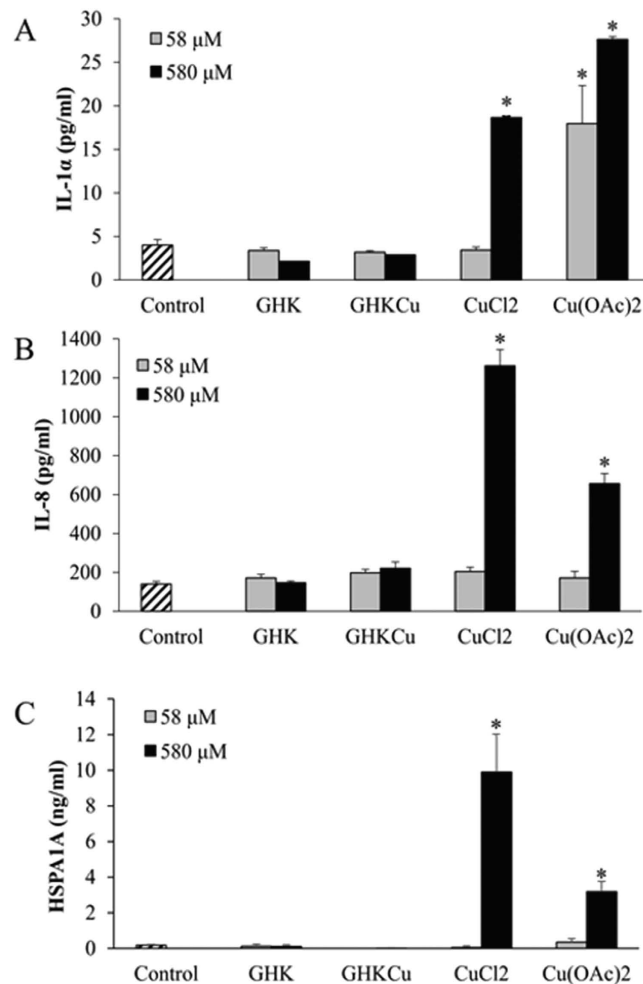 A
IL-1α (pg/ml)
30
25
20
15
10
5
0
58 μM
580 μM
*
*
*
Control GHK GHKCu CuCl2 Cu(OAc)2
B
IL-8 (pg/ml)
1400
1200
1000
800
600
400
200
0
58 μM
580 μM
*
*
Control GHK GHKCu CuCl2 Cu(OAc)2
C
HSPA1A (ng/ml)
14
12
10
8
6
4
2
0
58 μM
580 μM
*
*
Control GHK GHKCu CuCl2 Cu(OAc)2